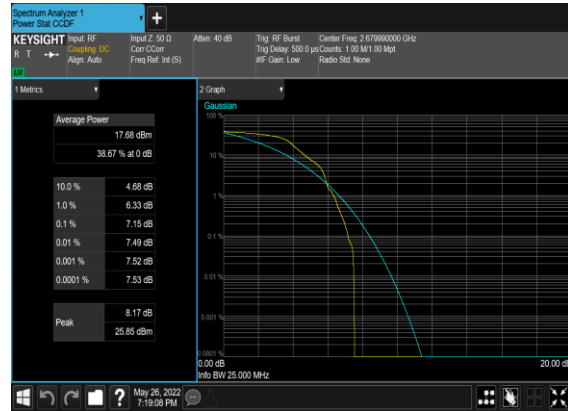 Spectrum Analyzer 1
Power Stat CCDF
KEYSIGHT
R T
LW
Input: RF
Coupling: DC
Align: Auto
Input Z: 50 Ω
Corr CCorr
Freq Ref: Int (S)
Atten: 40 dB
Trig: RF Burst
Trig Delay: 500.0 µs
#IF Gain: Low
Center Freq: 2.679990000 GHz
Counts: 1.00 M/1.00 Mpt
Radio Std: None
1 Metrics
Average Power
17.68 dBm
38.67 % at 0 dB
10.0 % 4.68 dB
1.0 % 6.33 dB
0.1 % 7.15 dB
0.01 % 7.49 dB
0.001 % 7.52 dB
0.0001 % 7.53 dB
Peak
8.17 dB
25.85 dBm
2 Graph
Gaussian
100 %
10 %
1 %
0.1 %
0.01 %
0.001 %
0.0001 %
0.00 dB 20.00 dB
Info BW 25.000 MHz
May 26, 2022
7:19:08 PM